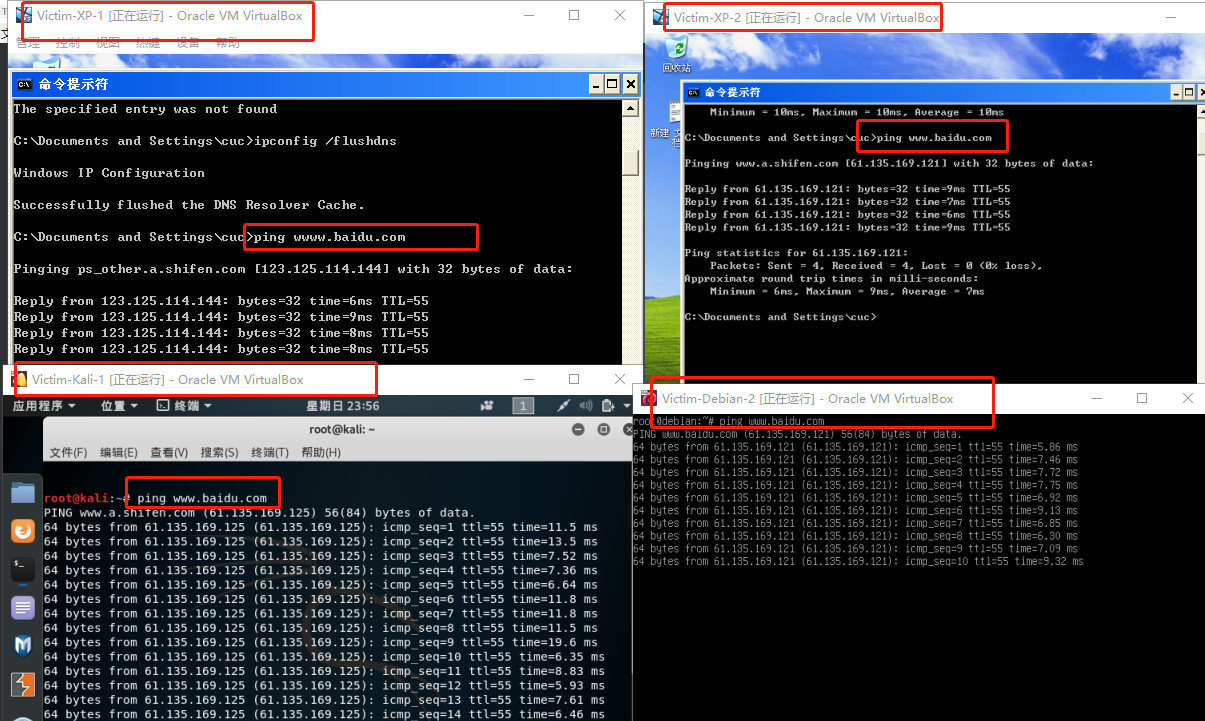 Victim-XP-1 [正在运行] - Oracle VM VirtualBox
管理 控制 视图 热键 设备 帮助
命令提示符
The specified entry was not found
C:\Documents and Settings\cuc>ipconfig /flushdns
Windows IP Configuration
Successfully flushed the DNS Resolver Cache.
C:\Documents and Settings\cuc>ping wwww.baidu.com
Pinging ps_other.a.shifen.com [123.125.114.144] with 32 bytes of data:
Reply from 123.125.114.144: bytes=32 time=6ms TTL=55
Reply from 123.125.114.144: bytes=32 time=9ms TTL=55
Reply from 123.125.114.144: bytes=32 time=8ms TTL=55
Reply from 123.125.114.144: bytes=32 time=8ms TTL=55
Victim-XP-2 [正在运行] - Oracle VM VirtualBox
回收站
新建 文
档
命令提示符
Minimum = 10ms, Maximum = 10ms, Average = 10ms
C:\Documents and Settings\cuc>ping www.baidu.com
Pinging www.a.shifen.com [61.135.169.121] with 32 bytes of data:
Reply from 61.135.169.121: bytes=32 time=9ms TTL=55
Reply from 61.135.169.121: bytes=32 time=7ms TTL=55
Reply from 61.135.169.121: bytes=32 time=6ms TTL=55
Reply from 61.135.169.121: bytes=32 time=9ms TTL=55
Ping statistics for 61.135.169.121:
Packets: Sent = 4, Received = 4, Lost = 0 (0% loss),
Approximate round trip times in milli-seconds:
Minimum = 6ms, Maximum = 9ms, Average = 7ms
C:\Documents and Settings\cuc>
Victim-Kali-1 [正在运行] - Oracle VM VirtualBox
应用程序 位置 终端 星期日 23:56 1
root@kali: ~
文件(F) 编辑(E) 查看(V) 搜索(S) 终端(T) 帮助(H)
root@kali:~# ping www.baidu.com
PING www.a.shifen.com (61.135.169.125) 56(84) bytes of data.
64 bytes from 61.135.169.125 (61.135.169.125): icmp_seq=1 ttl=55 time=11.5 ms
64 bytes from 61.135.169.125 (61.135.169.125): icmp_seq=2 ttl=55 time=13.5 ms
64 bytes from 61.135.169.125 (61.135.169.125): icmp_seq=3 ttl=55 time=7.52 ms
64 bytes from 61.135.169.125 (61.135.169.125): icmp_seq=4 ttl=55 time=7.36 ms
64 bytes from 61.135.169.125 (61.135.169.125): icmp_seq=5 ttl=55 time=6.64 ms
64 bytes from 61.135.169.125 (61.135.169.125): icmp_seq=6 ttl=55 time=11.8 ms
64 bytes from 61.135.169.125 (61.135.169.125): icmp_seq=7 ttl=55 time=11.8 ms
64 bytes from 61.135.169.125 (61.135.169.125): icmp_seq=8 ttl=55 time=11.5 ms
64 bytes from 61.135.169.125 (61.135.169.125): icmp_seq=9 ttl=55 time=19.6 ms
64 bytes from 61.135.169.125 (61.135.169.125): icmp_seq=10 ttl=55 time=6.35 ms
64 bytes from 61.135.169.125 (61.135.169.125): icmp_seq=11 ttl=55 time=8.83 ms
64 bytes from 61.135.169.125 (61.135.169.125): icmp_seq=12 ttl=55 time=5.93 ms
64 bytes from 61.135.169.125 (61.135.169.125): icmp_seq=13 ttl=55 time=7.61 ms
64 bytes from 61.135.169.125 (61.135.169.125): icmp_seq=14 ttl=55 time=6.46 ms
Victim-Debian-2 [正在运行] - Oracle VM VirtualBox
root@debian:~# ping www.baidu.com
PING www.baidu.com (61.135.169.121) 56(84) bytes of data.
64 bytes from 61.135.169.121 (61.135.169.121): icmp_seq=1 ttl=55 time=5.86 ms
64 bytes from 61.135.169.121 (61.135.169.121): icmp_seq=2 ttl=55 time=7.46 ms
64 bytes from 61.135.169.121 (61.135.169.121): icmp_seq=3 ttl=55 time=7.72 ms
64 bytes from 61.135.169.121 (61.135.169.121): icmp_seq=4 ttl=55 time=7.75 ms
64 bytes from 61.135.169.121 (61.135.169.121): icmp_seq=5 ttl=55 time=6.92 ms
64 bytes from 61.135.169.121 (61.135.169.121): icmp_seq=6 ttl=55 time=9.13 ms
64 bytes from 61.135.169.121 (61.135.169.121): icmp_seq=7 ttl=55 time=6.85 ms
64 bytes from 61.135.169.121 (61.135.169.121): icmp_seq=8 ttl=55 time=6.30 ms
64 bytes from 61.135.169.121 (61.135.169.121): icmp_seq=9 ttl=55 time=7.09 ms
64 bytes from 61.135.169.121 (61.135.169.121): icmp_seq=10 ttl=55 time=9.32 ms